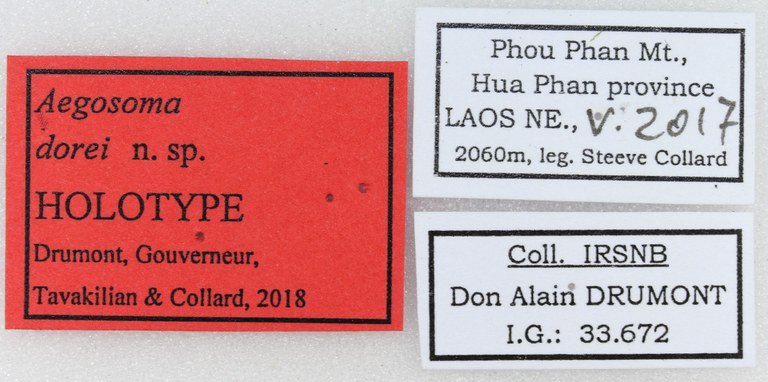 Aegosoma
dorei n. sp.
HOLOTYPE
Drumont, Gouverneur,
Tavakilian & Collard, 2018
Phou Phan Mt.,
Hua Phan province
LAOS NE., V. 2017
2060m, leg. Steeve Collard
Coll. IRSNB
Don Alain DRUMONT
I.G.: 33.672